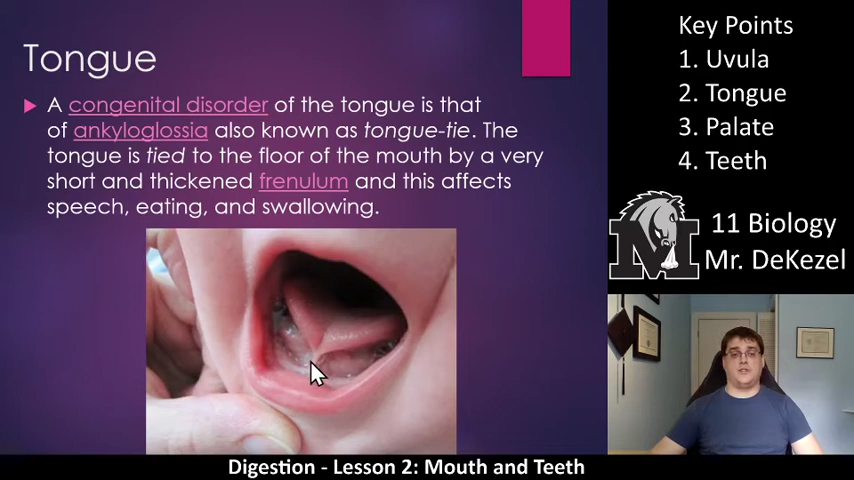 Tongue
A congenital disorder of the tongue is that
of ankyloglossia also known as tongue-tie. The
tongue is tied to the floor of the mouth by a very
short and thickened frenulum and this affects
speech, eating, and swallowing.
Key Points
1. Uvula
2. Tongue
3. Palate
4. Teeth
M
11 Biology
Mr. DeKezel
Digestion - Lesson 2: Mouth and Teeth